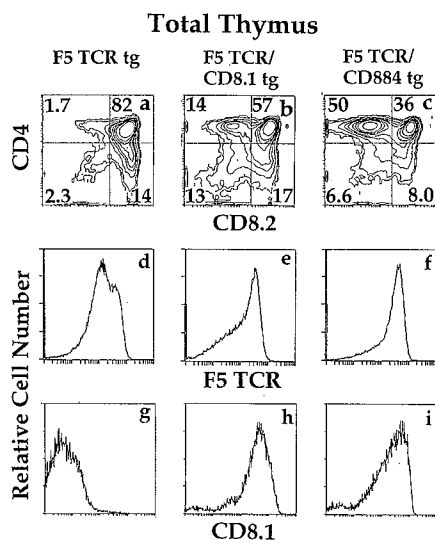 Total Thymus
F5 TCR tg
F5 TCR/
CD8.1 tg
F5 TCR/
CD884 tg
1.7 82 a
2.3 14
14 57 b
13 17
50 36 c
6.6 8.0
CD4
CD8.2
d
e
f
F5 TCR
g
h
i
Relative Cell Number
CD8.1